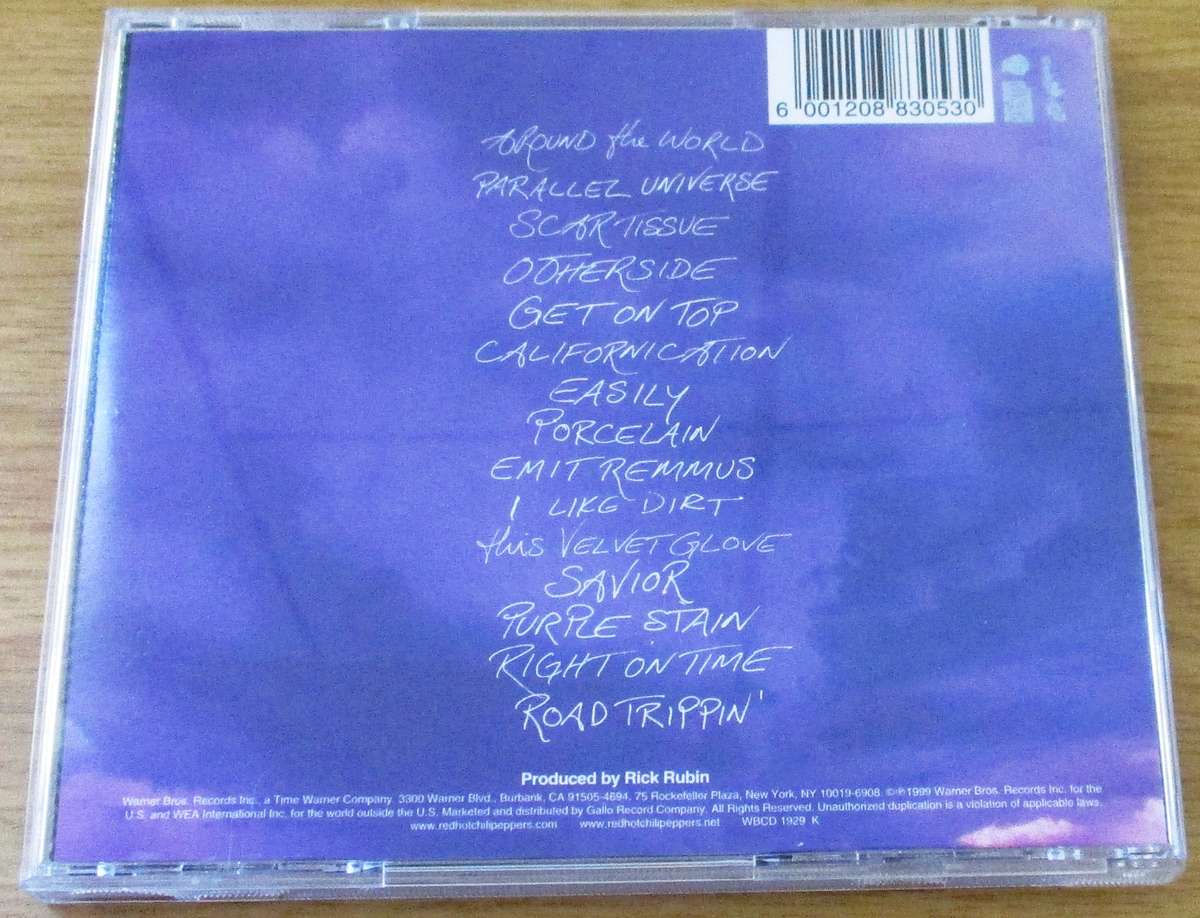 6 001208 830530
AROUND the WORLD
PARALLEL UNIVERSE
SCAR TISSUE
OTHERSIDE
GET ON TOP
CALIFORNICATION
EASILY
PORCELAIN
EMIT REMMUS
I LIKE DIRT
this VELVET GLOVE
SAVIOR
PURPLE STAIN
RIGHT ON TIME
ROAD TRIPPIN'
Produced by Rick Rubin
Warner Bros. Records Inc., a Time Warner Company. 3300 Warner Blvd., Burbank, CA 91505-4694. 75 Rockefeller Plaza, New York, NY 10019-6908. ©℗1999 Warner Bros. Records Inc. for the
U.S. and WEA International Inc. for the world outside the U.S. Marketed and distributed by Gallo Record Company. All Rights Reserved. Unauthorized duplication is a violation of applicable laws.
www.redhotchilipeppers.com www.redhotchilipeppers.net WBCD 1929 K